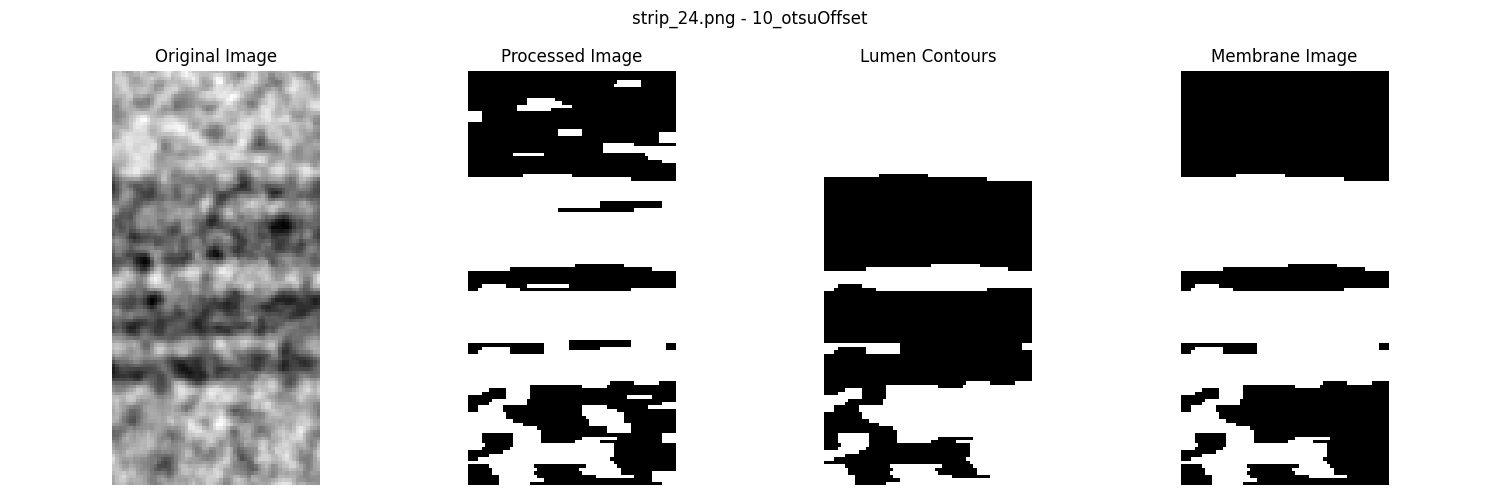 strip_24.png - 10_otsuOffset
Original Image
Processed Image
Lumen Contours
Membrane Image